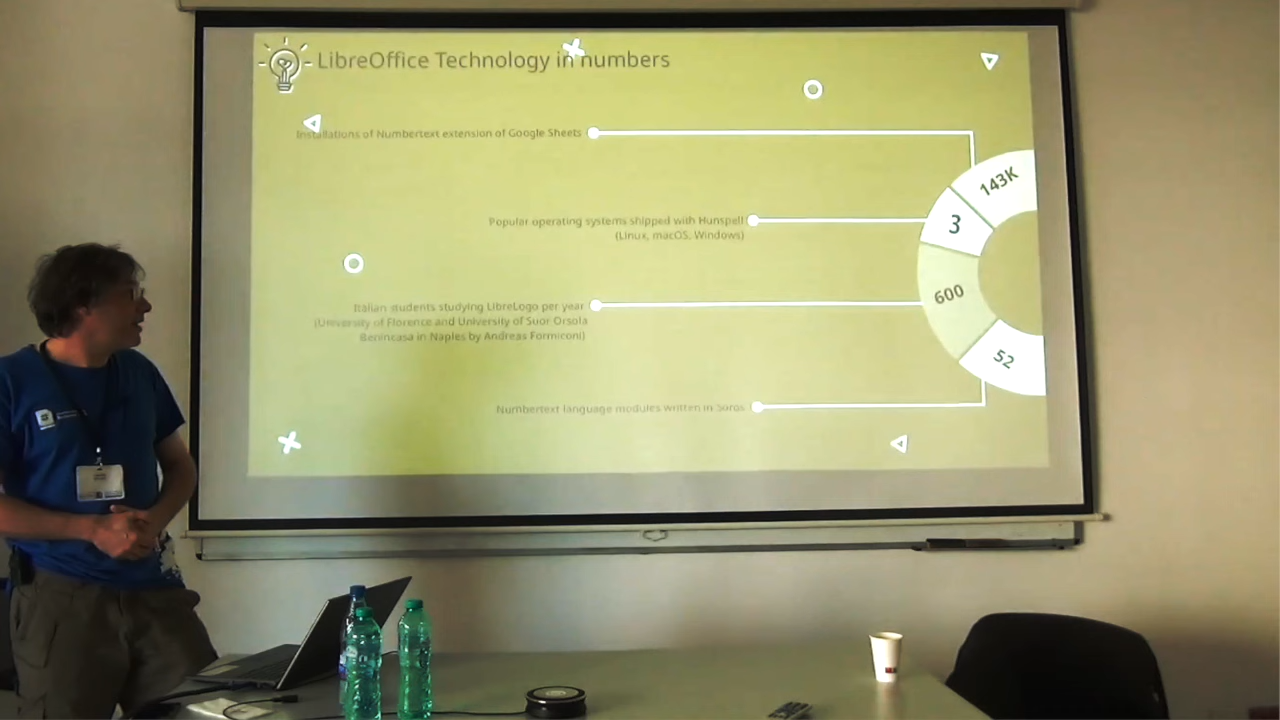 LibreOffice Technology in numbers
Installations of Numbertext extension of Google Sheets
143K
Popular operating systems shipped with Hunspell
(Linux, macOS, Windows)
3
Italian students studying LibreLogo per year
(University of Florence and University of Suor Orsola
Benincasa in Naples by Andreas Formiconi)
600
Numbertext language modules written in Soros
52